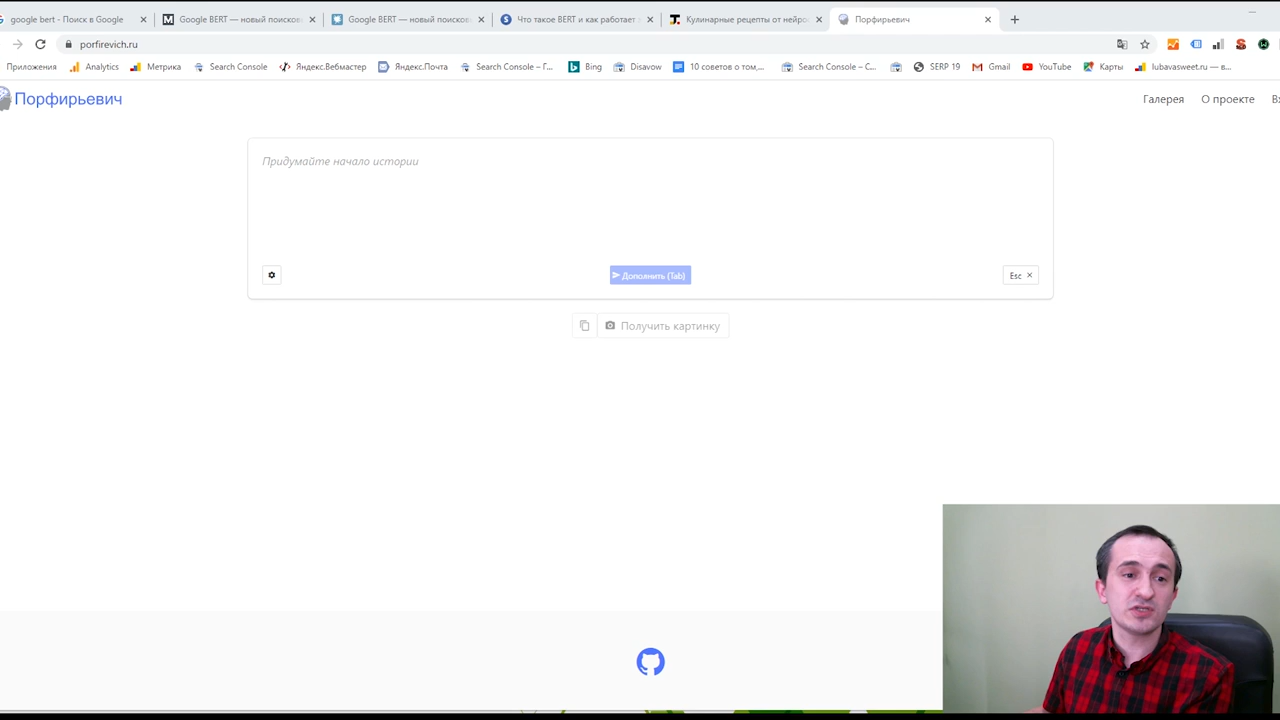 google bert - Поиск в Google
Google BERT — новый поисков
Google BERT — новый поисков
Что такое BERT и как работает
Кулинарные рецепты от нейрос
Порфирьевич
porfirevich.ru
Приложения
Analytics
Метрика
Search Console
Яндекс.Вебмастер
Яндекс.Почта
Search Console – Г...
Bing
Disavow
10 советов о том,...
Search Console – С...
SERP 19
Gmail
YouTube
Карты
lubavasweet.ru — в...
Порфирьевич
Галерея
О проекте
Придумайте начало истории
Дополнить (Tab)
Esc ×
Получить картинку